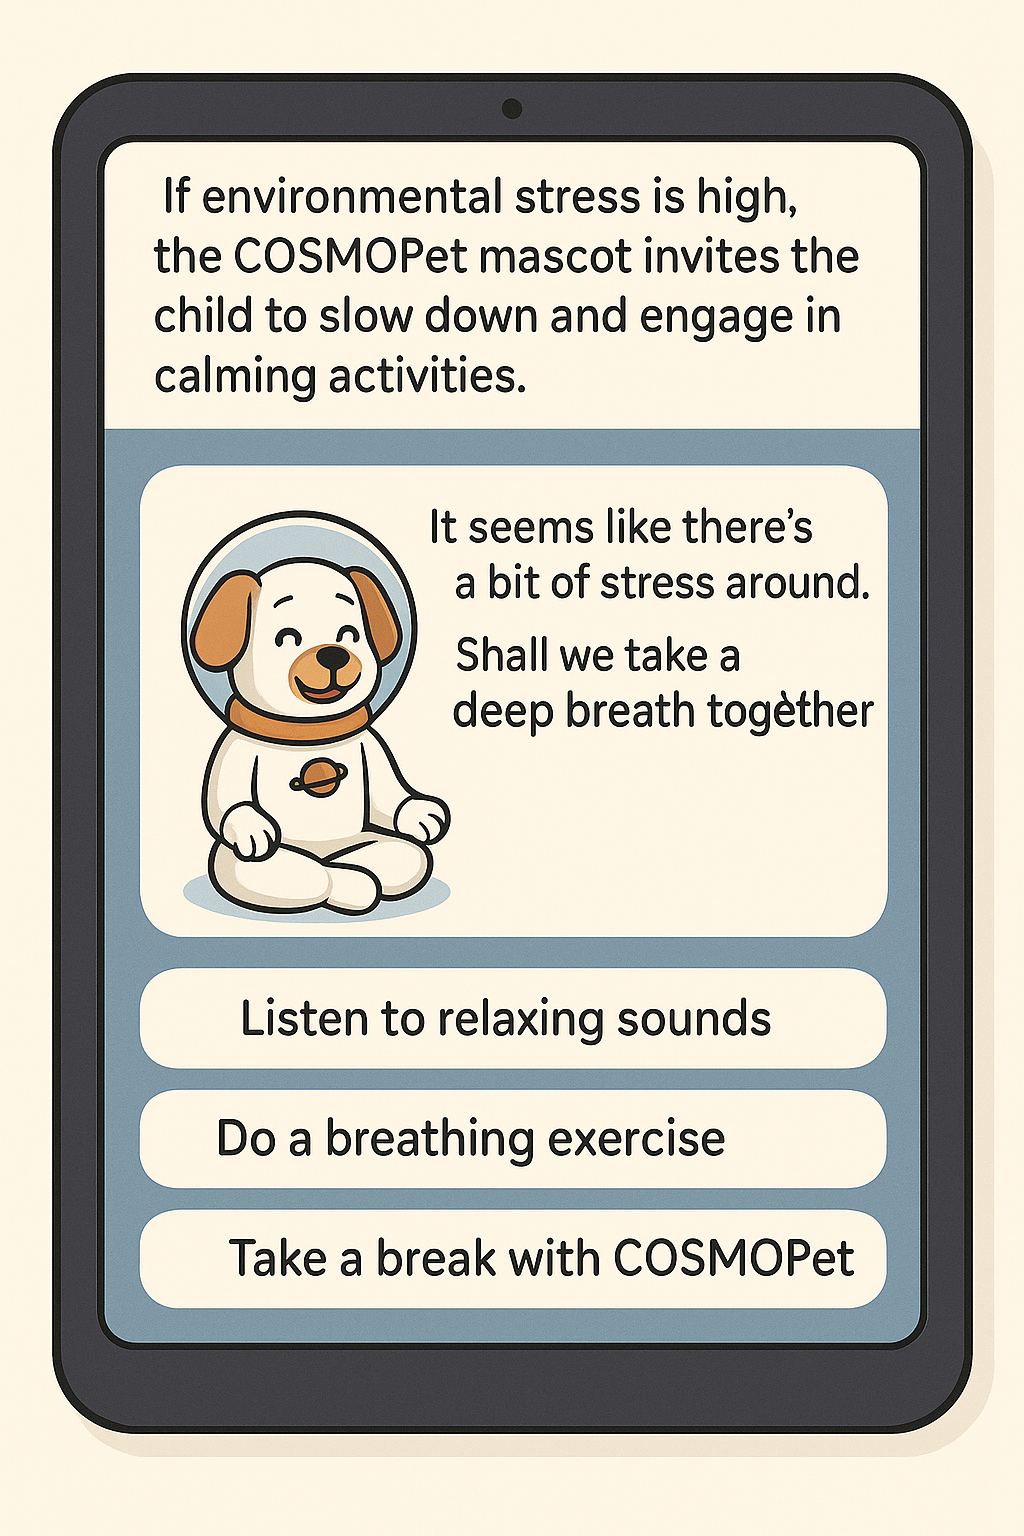 If environmental stress is high,
the COSMOPet mascot invites the
child to slow down and engage in
calming activities.
It seems like there’s
a bit of stress around.
Shall we take a
deep breath togèther
Listen to relaxing sounds
Do a breathing exercise
Take a break with COSMOPet